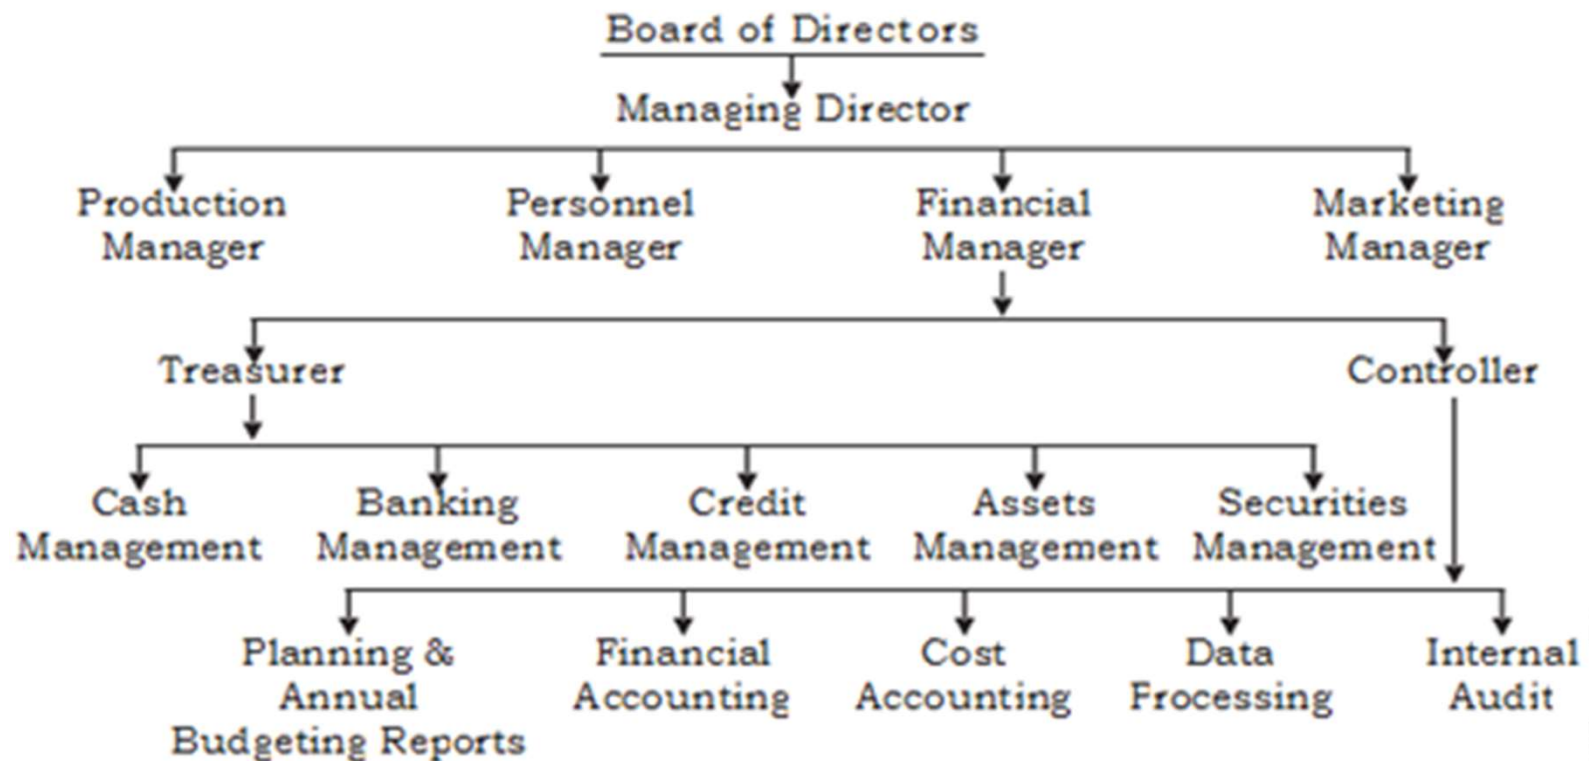 Board of Directors
Managing Director
Production
Manager
Personnel
Manager
Financial
Manager
Marketing
Manager
Treasurer
Controller
Cash
Management
Banking
Management
Credit
Management
Assets
Management
Securities
Management
Planning &
Annual
Budgeting Reports
Financial
Accounting
Cost
Accounting
Data
Processing
Internal
Audit